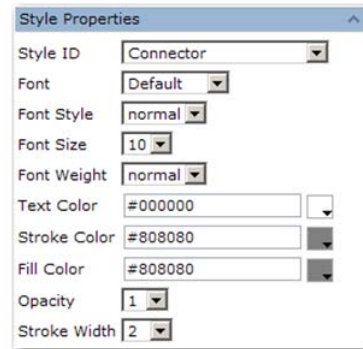 Style Properties
Style ID Connector
Font Default
Font Style normal
Font Size 10
Font Weight normal
Text Color #000000
Stroke Color #808080
Fill Color #808080
Opacity 1
Stroke Width 2